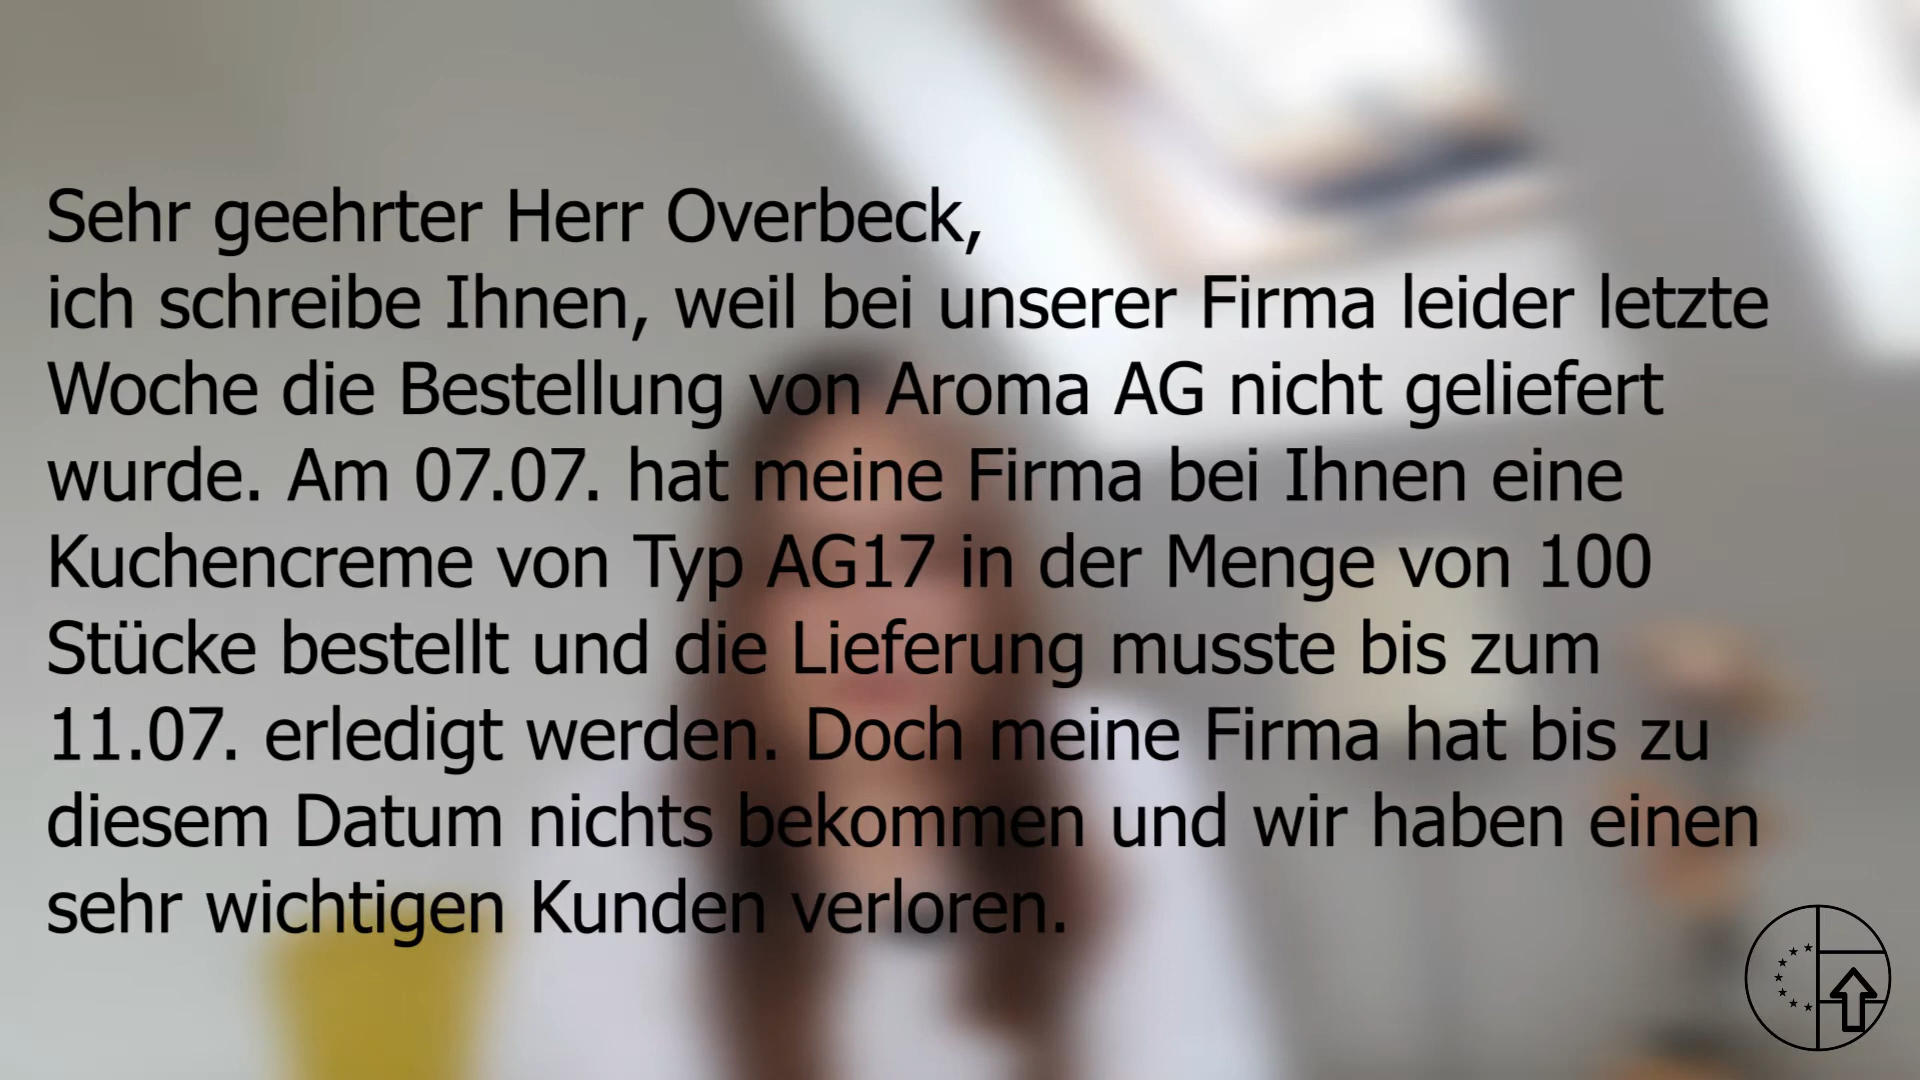 Sehr geehrter Herr Overbeck,
ich schreibe Ihnen, weil bei unserer Firma leider letzte
Woche die Bestellung von Aroma AG nicht geliefert
wurde. Am 07.07. hat meine Firma bei Ihnen eine
Kuchencreme von Typ AG17 in der Menge von 100
Stücke bestellt und die Lieferung musste bis zum
11.07. erledigt werden. Doch meine Firma hat bis zu
diesem Datum nichts bekommen und wir haben einen
sehr wichtigen Kunden verloren.